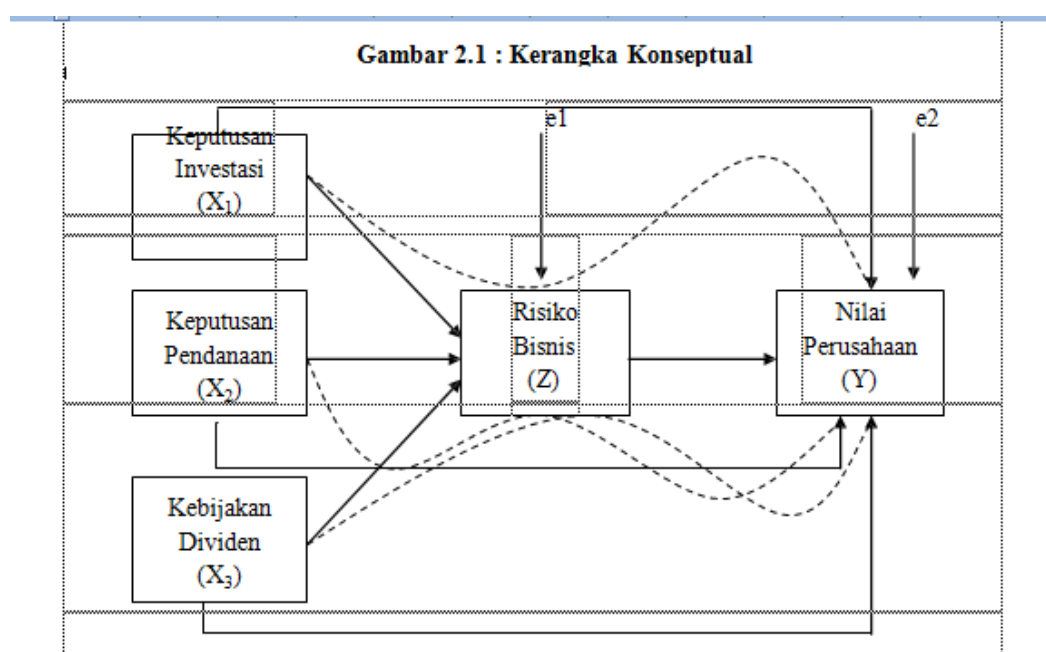 Gambar 2.1 : Kerangka Konseptual
e1
e2
Keputusan
Investasi
(X₁)
Keputusan
Pendanaan
(X₂)
Risiko
Bisnis
(Z)
Nilai
Perusahaan
(Y)
Kebijakan
Dividen
(X₃)